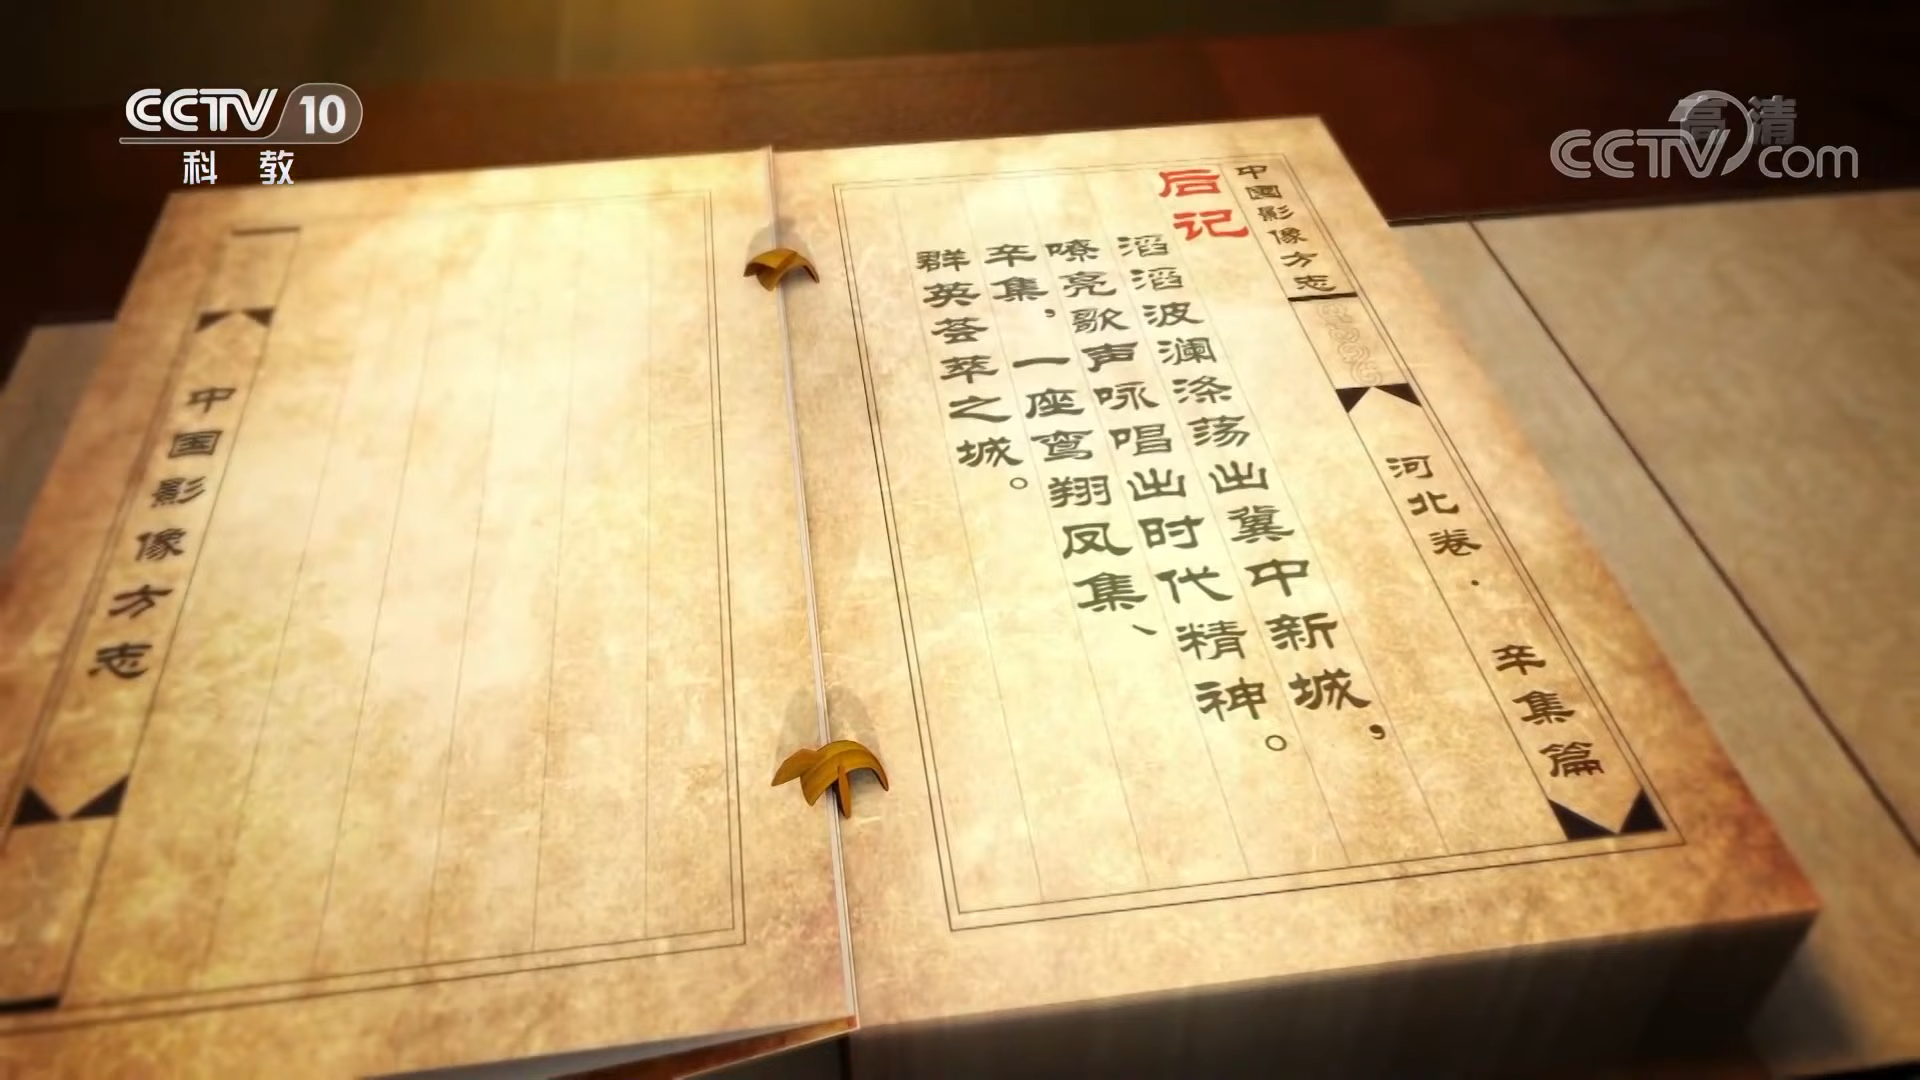 CCTV 10
科教
高清
CCTV.com
中國影像方志
河北卷·辛集篇
后记
滔滔波澜涤荡出冀中新城，
嘹亮歌声咏唱出时代精神。
辛集，一座鸾翔凤集、
群英荟萃之城。
中国影像方志